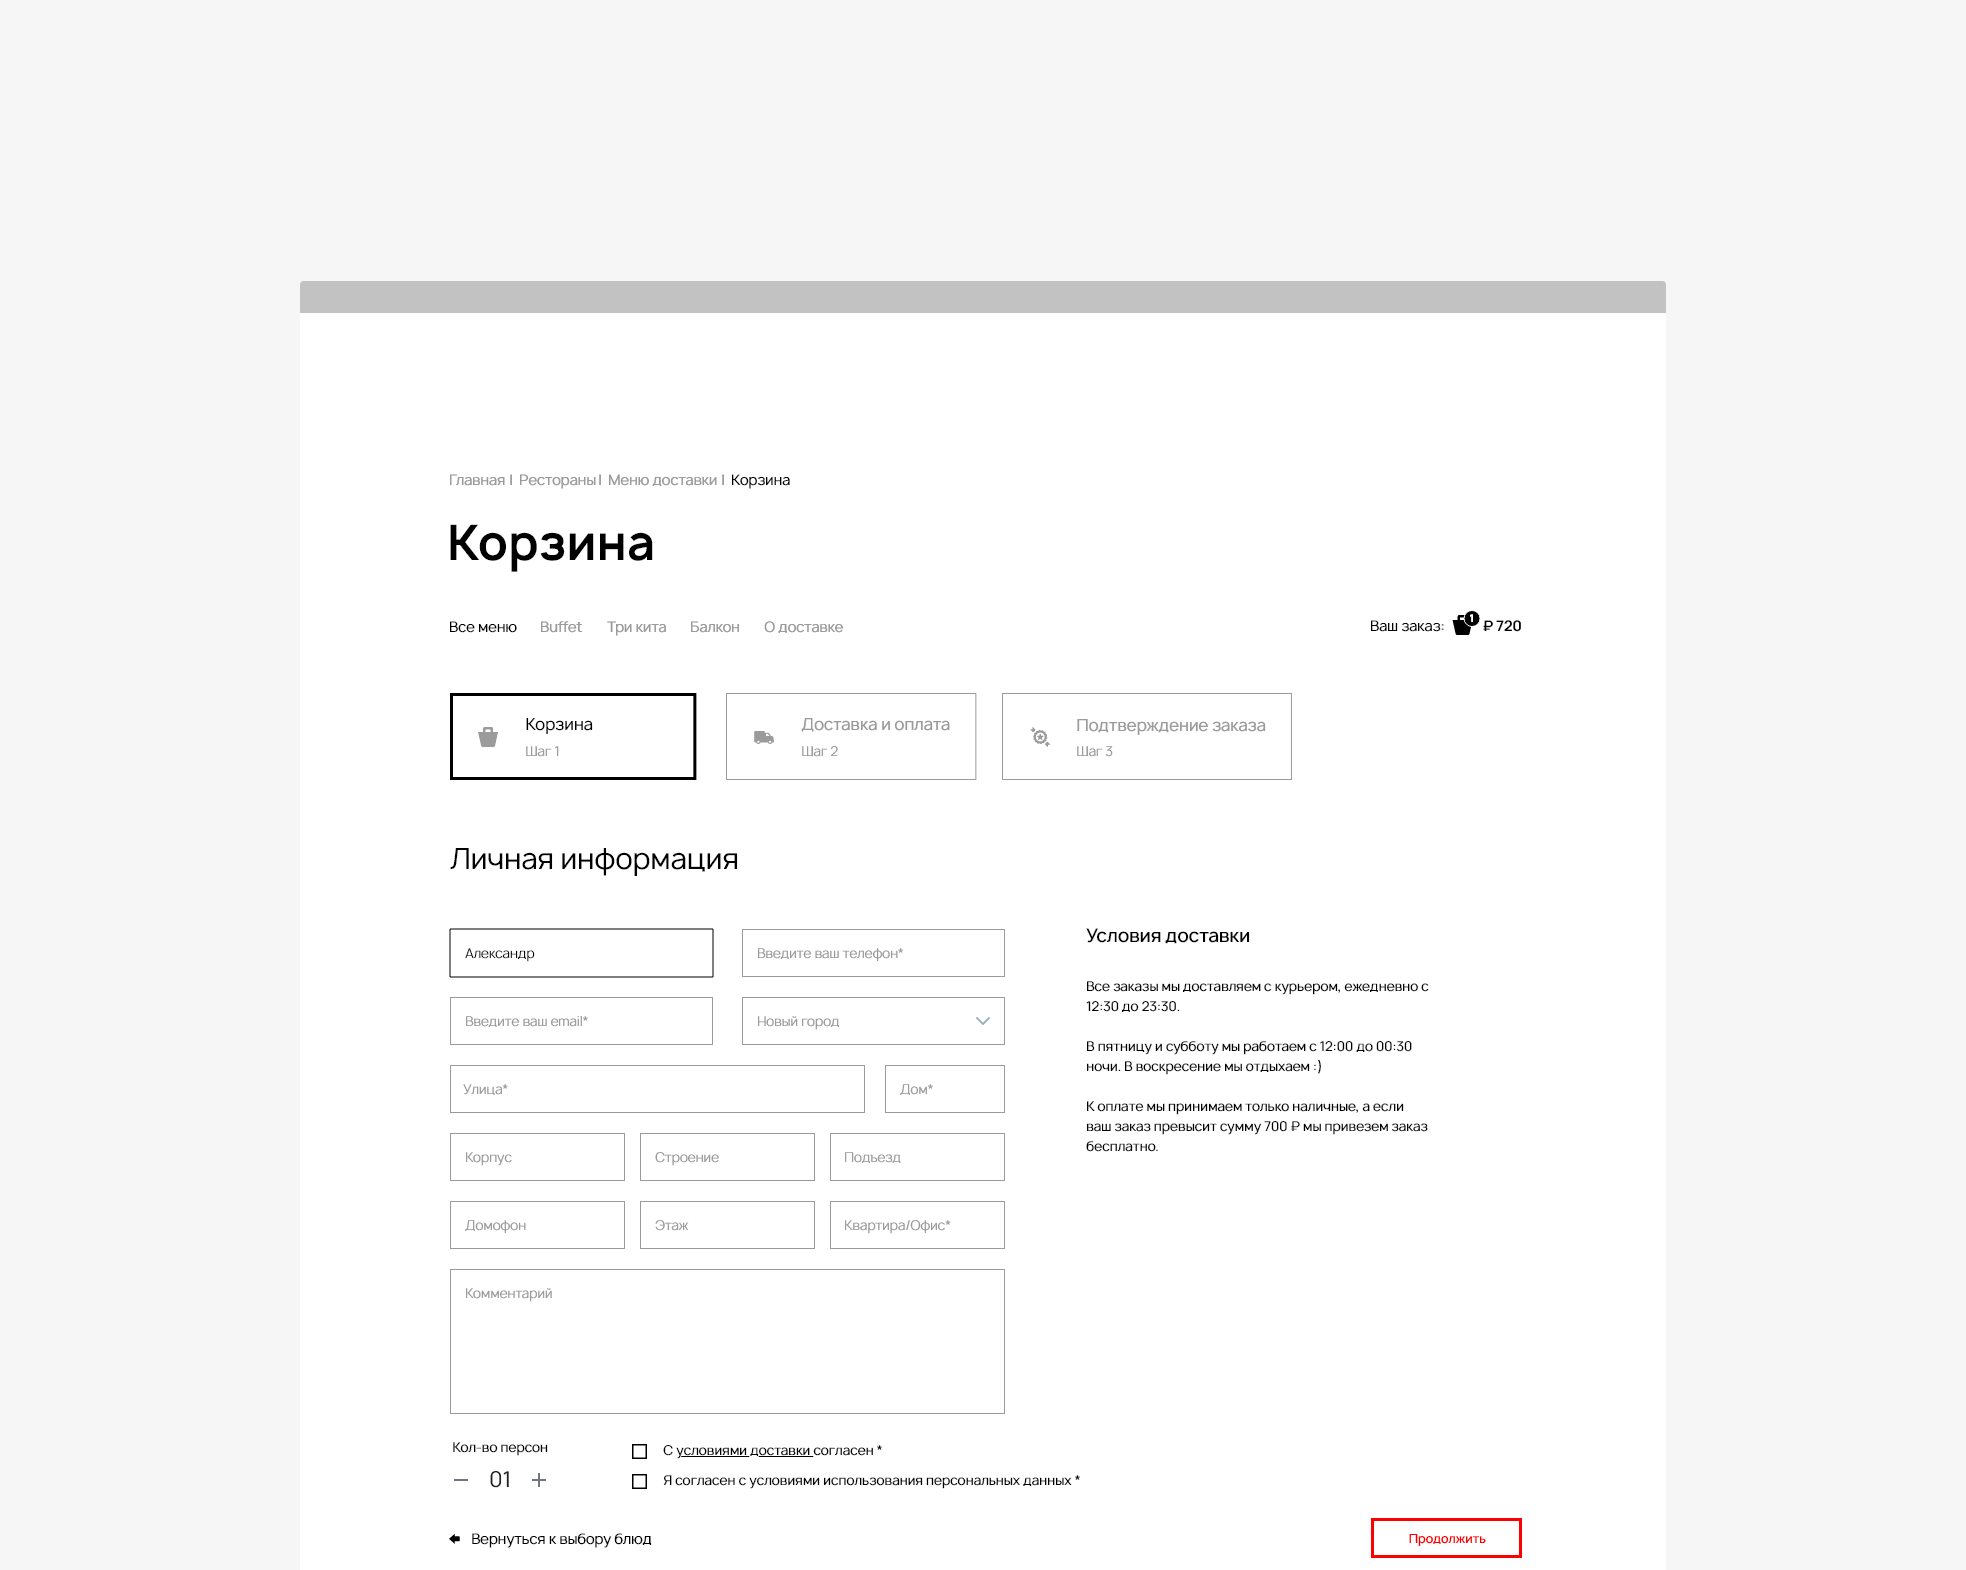 Главная | Рестораны | Меню доставки | Корзина
Корзина
Все меню Buffet Три кита Балкон О доставке
Ваш заказ: 1 ₽ 720
Корзина
Шаг 1
Доставка и оплата
Шаг 2
Подтверждение заказа
Шаг 3
Личная информация
Александр
Введите ваш телефон*
Введите ваш email*
Новый город
Улица*
Дом*
Корпус
Строение
Подъезд
Домофон
Этаж
Квартира/Офис*
Комментарий
Условия доставки
Все заказы мы доставляем с курьером, ежедневно с
12:30 до 23:30.
В пятницу и субботу мы работаем с 12:00 до 00:30
ночи. В воскресение мы отдыхаем :)
К оплате мы принимаем только наличные, а если
ваш заказ превысит сумму 700 ₽ мы привезем заказ
бесплатно.
Кол-во персон
− 01 +
С условиями доставки согласен *
Я согласен с условиями использования персональных данных *
Вернуться к выбору блюд
Продолжить